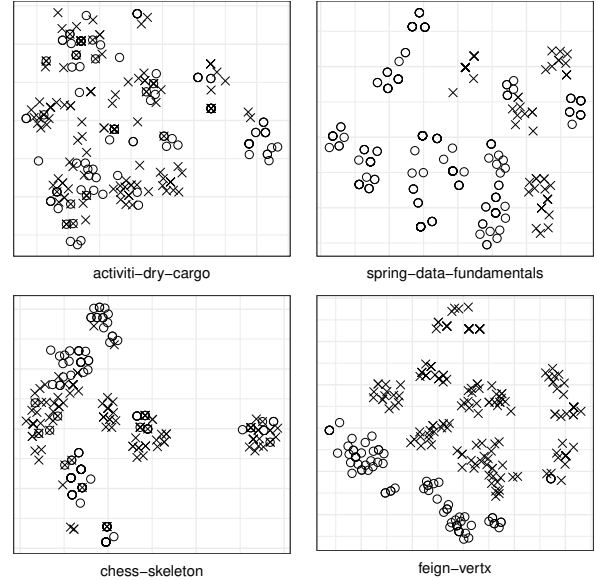 activiti−dry−cargo
spring−data−fundamentals
chess−skeleton
feign−vertx